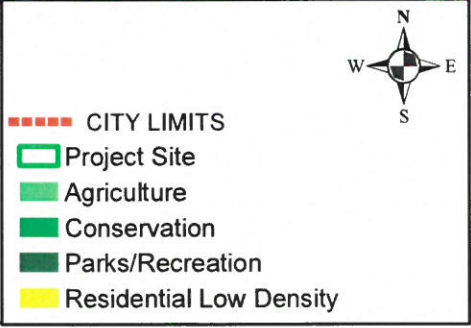 N
W E
S
CITY LIMITS
Project Site
Agriculture
Conservation
Parks/Recreation
Residential Low Density